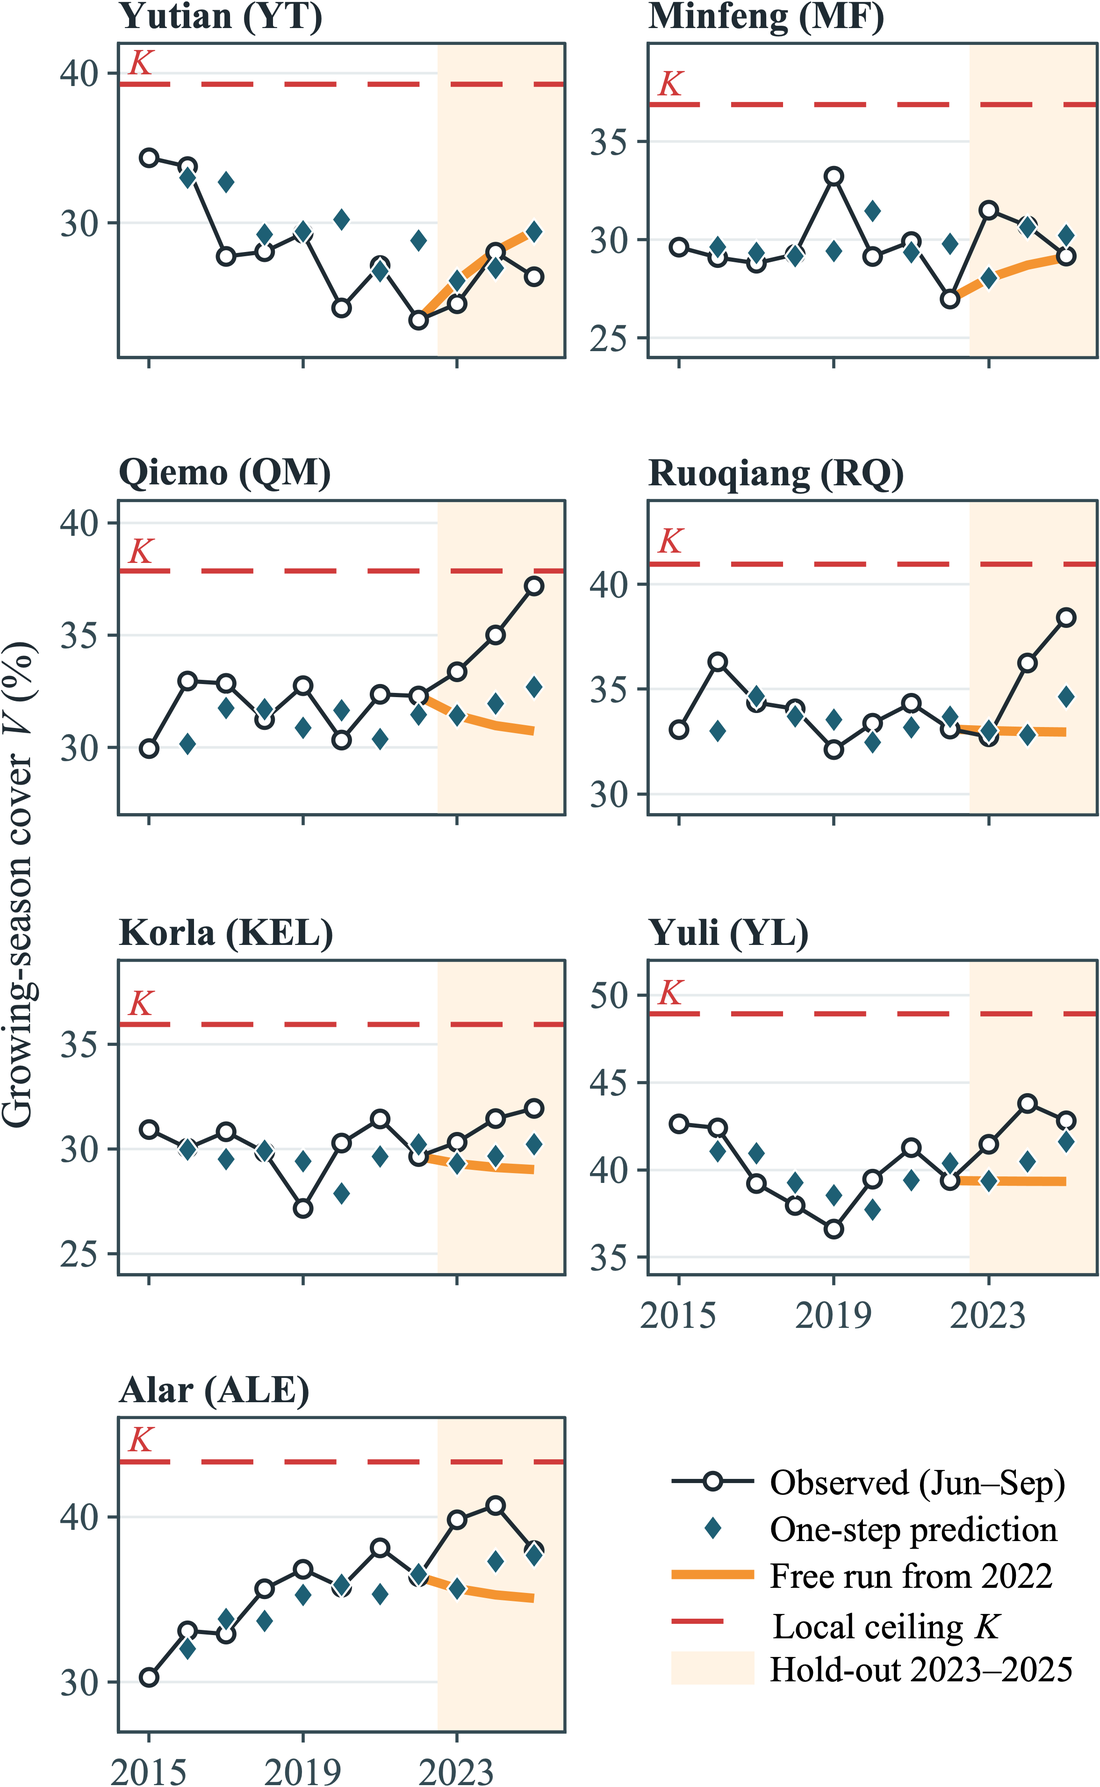 Yutian (YT)
K
40
30
Minfeng (MF)
K
35
30
25
Qiemo (QM)
40
K
35
30
Ruoqiang (RQ)
K
40
35
30
Growing-season cover V (%)
Korla (KEL)
K
35
30
25
Yuli (YL)
50
K
45
40
35
2015 2019 2023
Alar (ALE)
K
40
30
2015 2019 2023
Observed (Jun–Sep)
One-step prediction
Free run from 2022
Local ceiling K
Hold-out 2023–2025